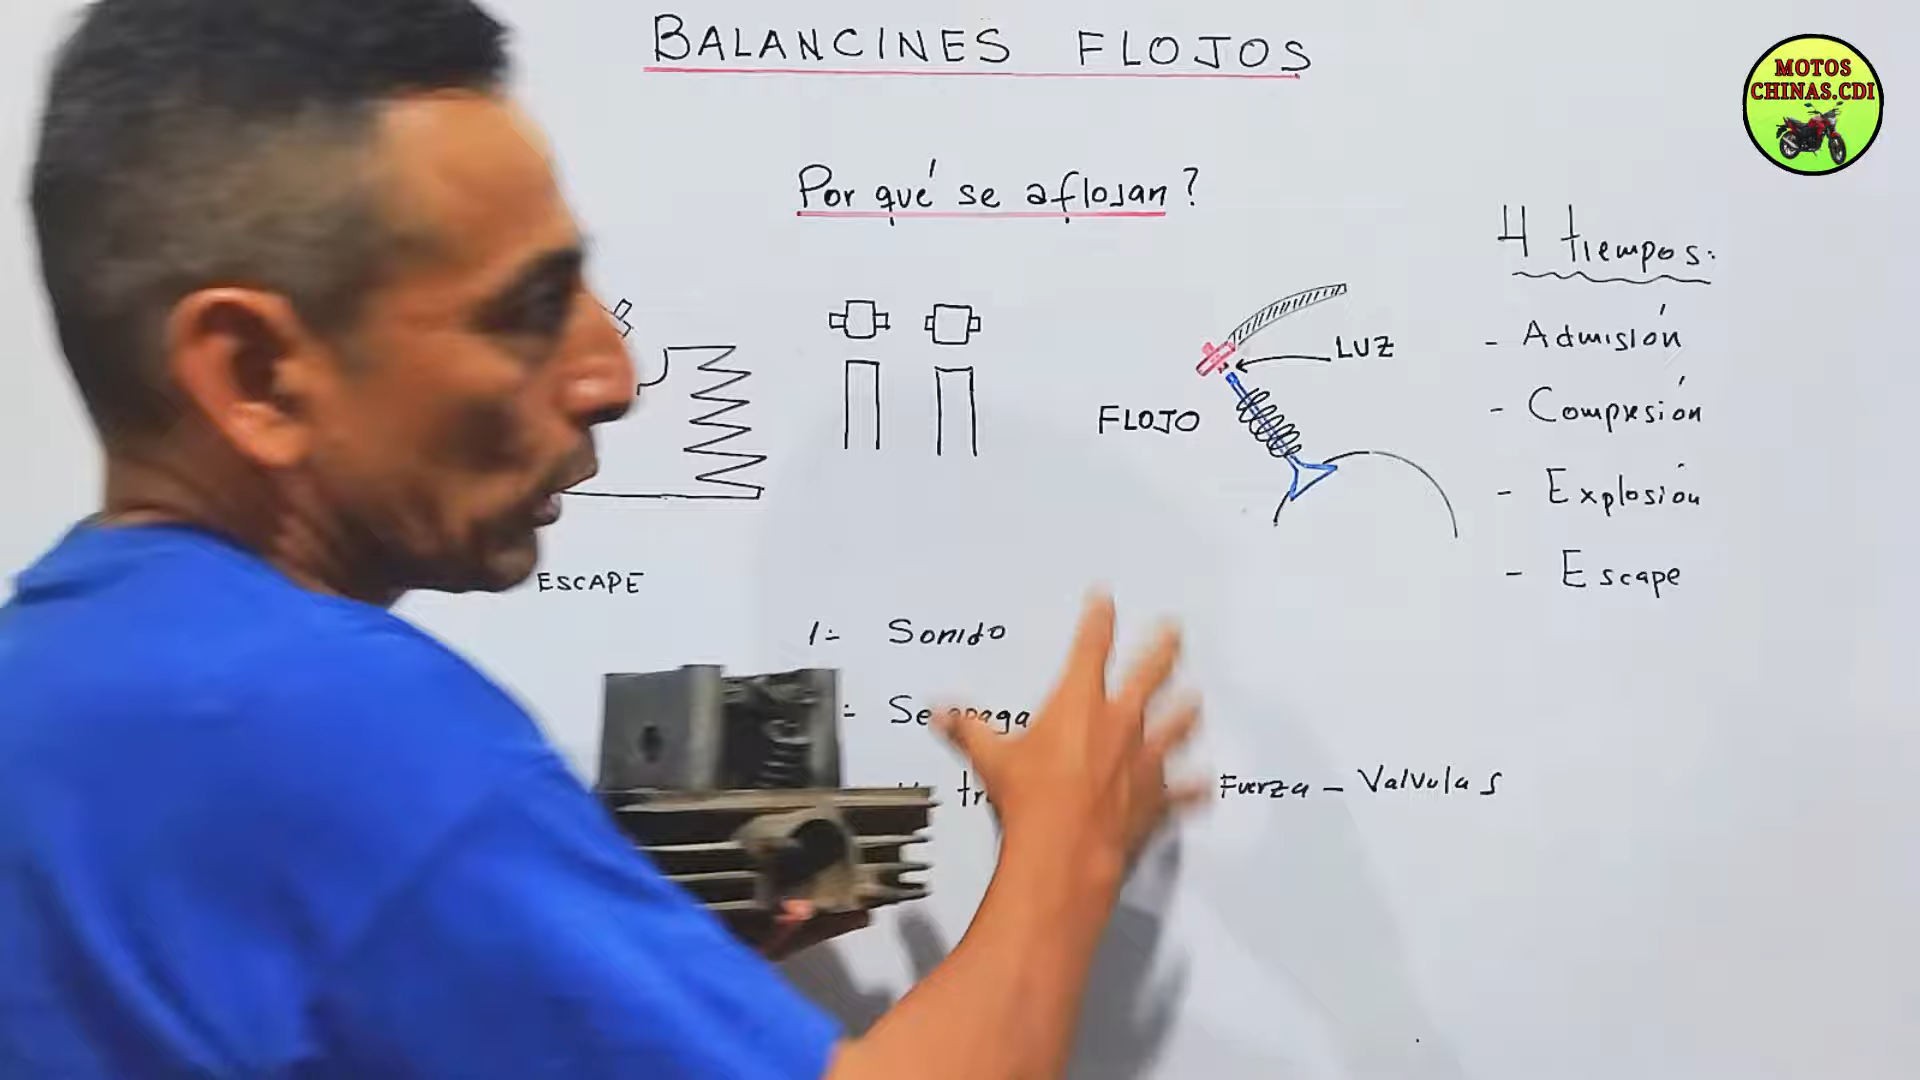 BALANCINES FLOJOS
MOTOS
CHINAS.CDI
Por qué se aflojan?
4 tiempos:
- Admisión
LUZ
- Compresión
FLOJO
- Explosión
- Escape
ESCAPE
1- Sonido
- Se apaga
Fuerza - Valvulas